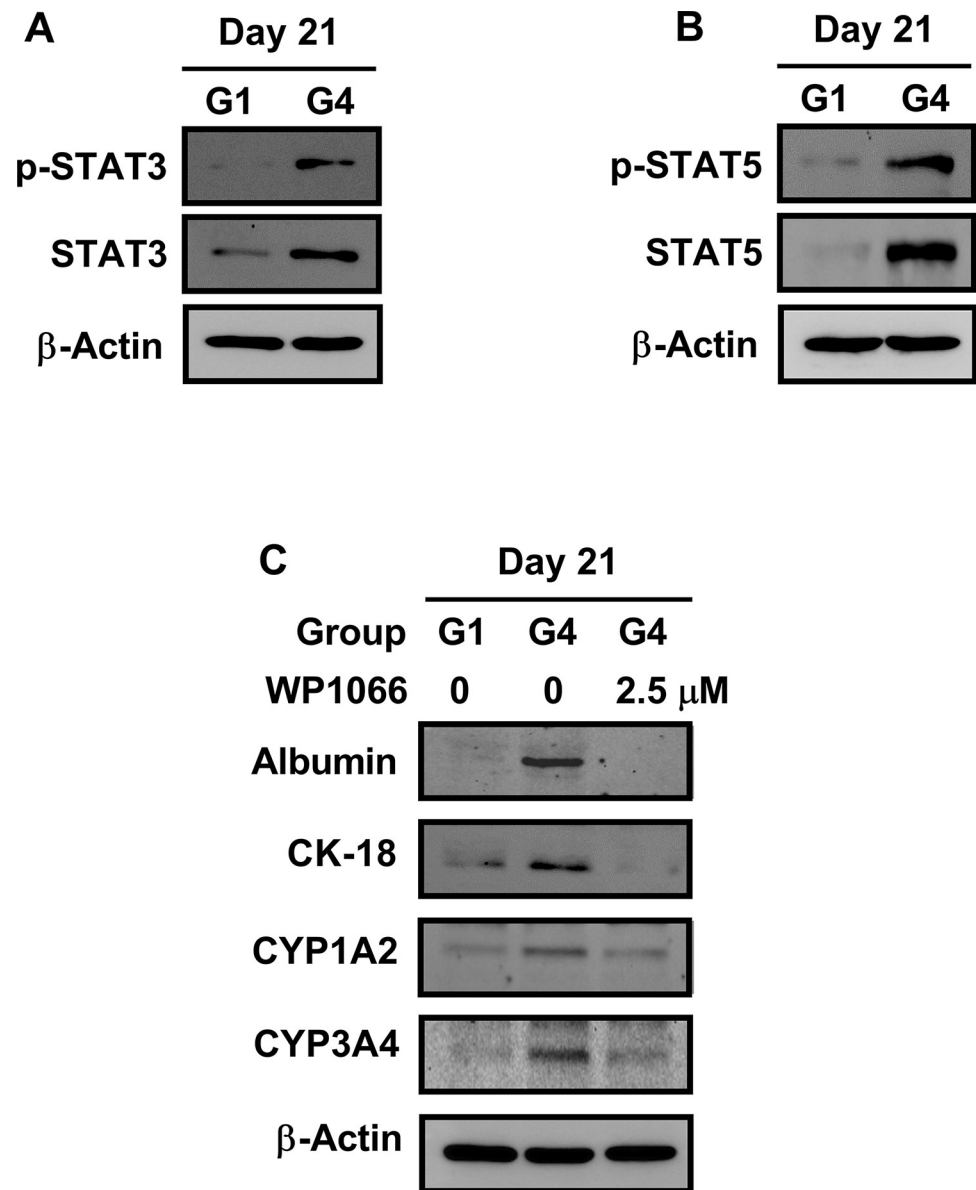 A
Day 21
G1 G4
p-STAT3
STAT3
β-Actin
B
Day 21
G1 G4
p-STAT5
STAT5
β-Actin
C
Day 21
Group G1 G4 G4
WP1066 0 0 2.5 μM
Albumin
CK-18
CYP1A2
CYP3A4
β-Actin